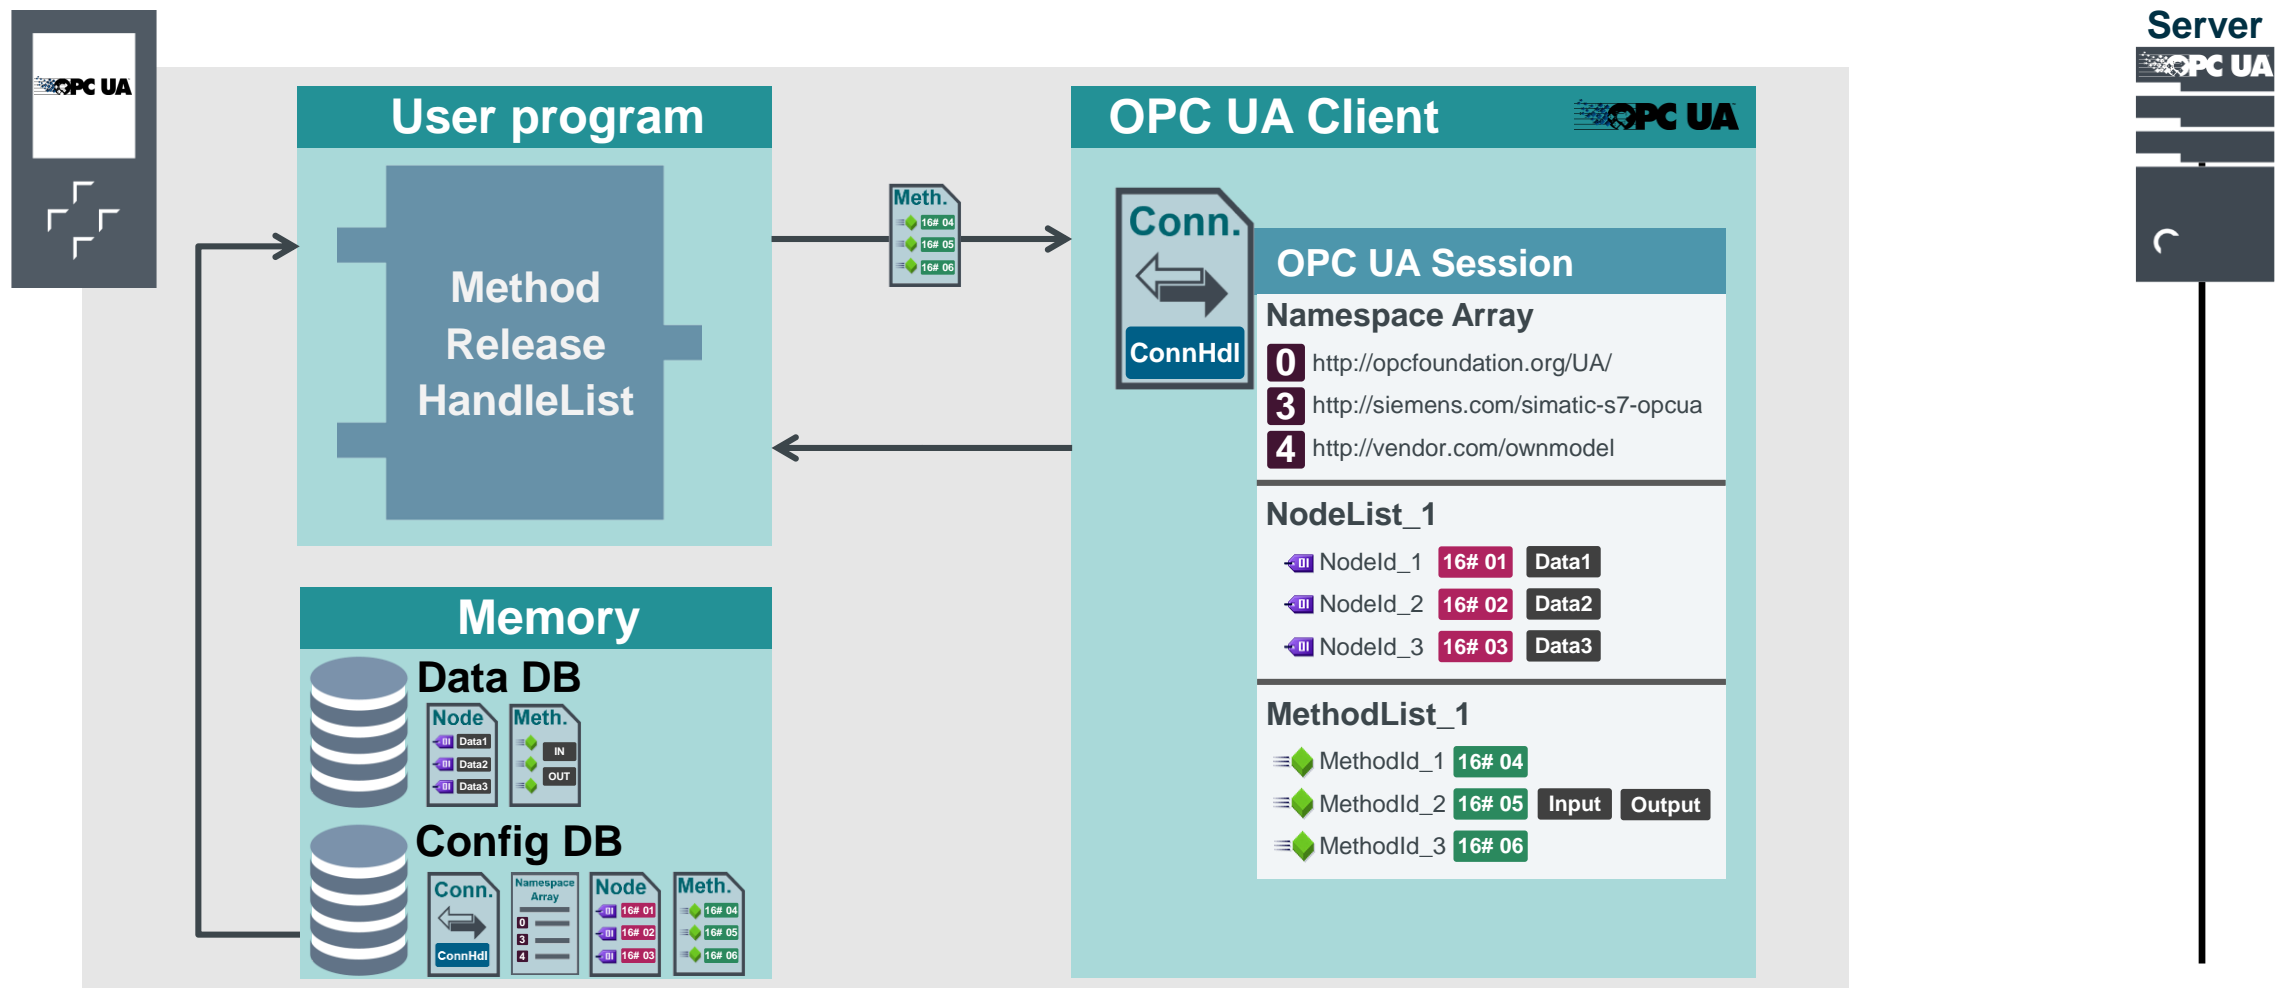 Server
OPC UA
OPC UA
User program
Method
Release
HandleList
Meth.
16# 04
16# 05
16# 06
OPC UA Client
OPC UA
Conn.
ConnHdl
OPC UA Session
Namespace Array
0 http://opcfoundation.org/UA/
3 http://siemens.com/simatic-s7-opcua
4 http://vendor.com/ownmodel
NodeList_1
NodeId_1 16# 01 Data1
NodeId_2 16# 02 Data2
NodeId_3 16# 03 Data3
MethodList_1
MethodId_1 16# 04
MethodId_2 16# 05 Input Output
MethodId_3 16# 06
Memory
Data DB
Node
Data1
Data2
Data3
Meth.
IN
OUT
Config DB
Conn.
ConnHdl
Namespace
Array
0
3
4
Node
16# 01
16# 02
16# 03
Meth.
16# 04
16# 05
16# 06